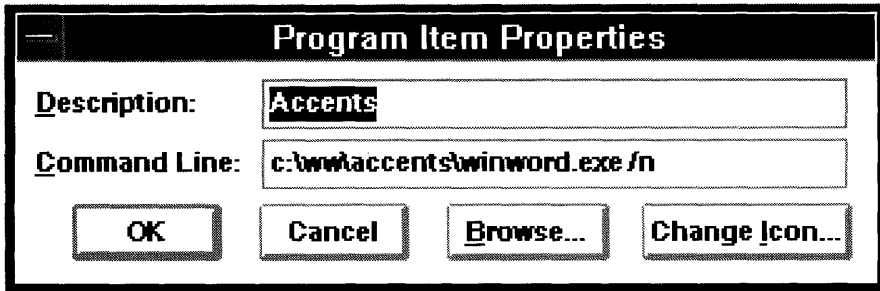 Program Item Properties
Description: Accents
Command Line: c:\ww\accents\winword.exe /n
OK Cancel Browse... Change Icon...